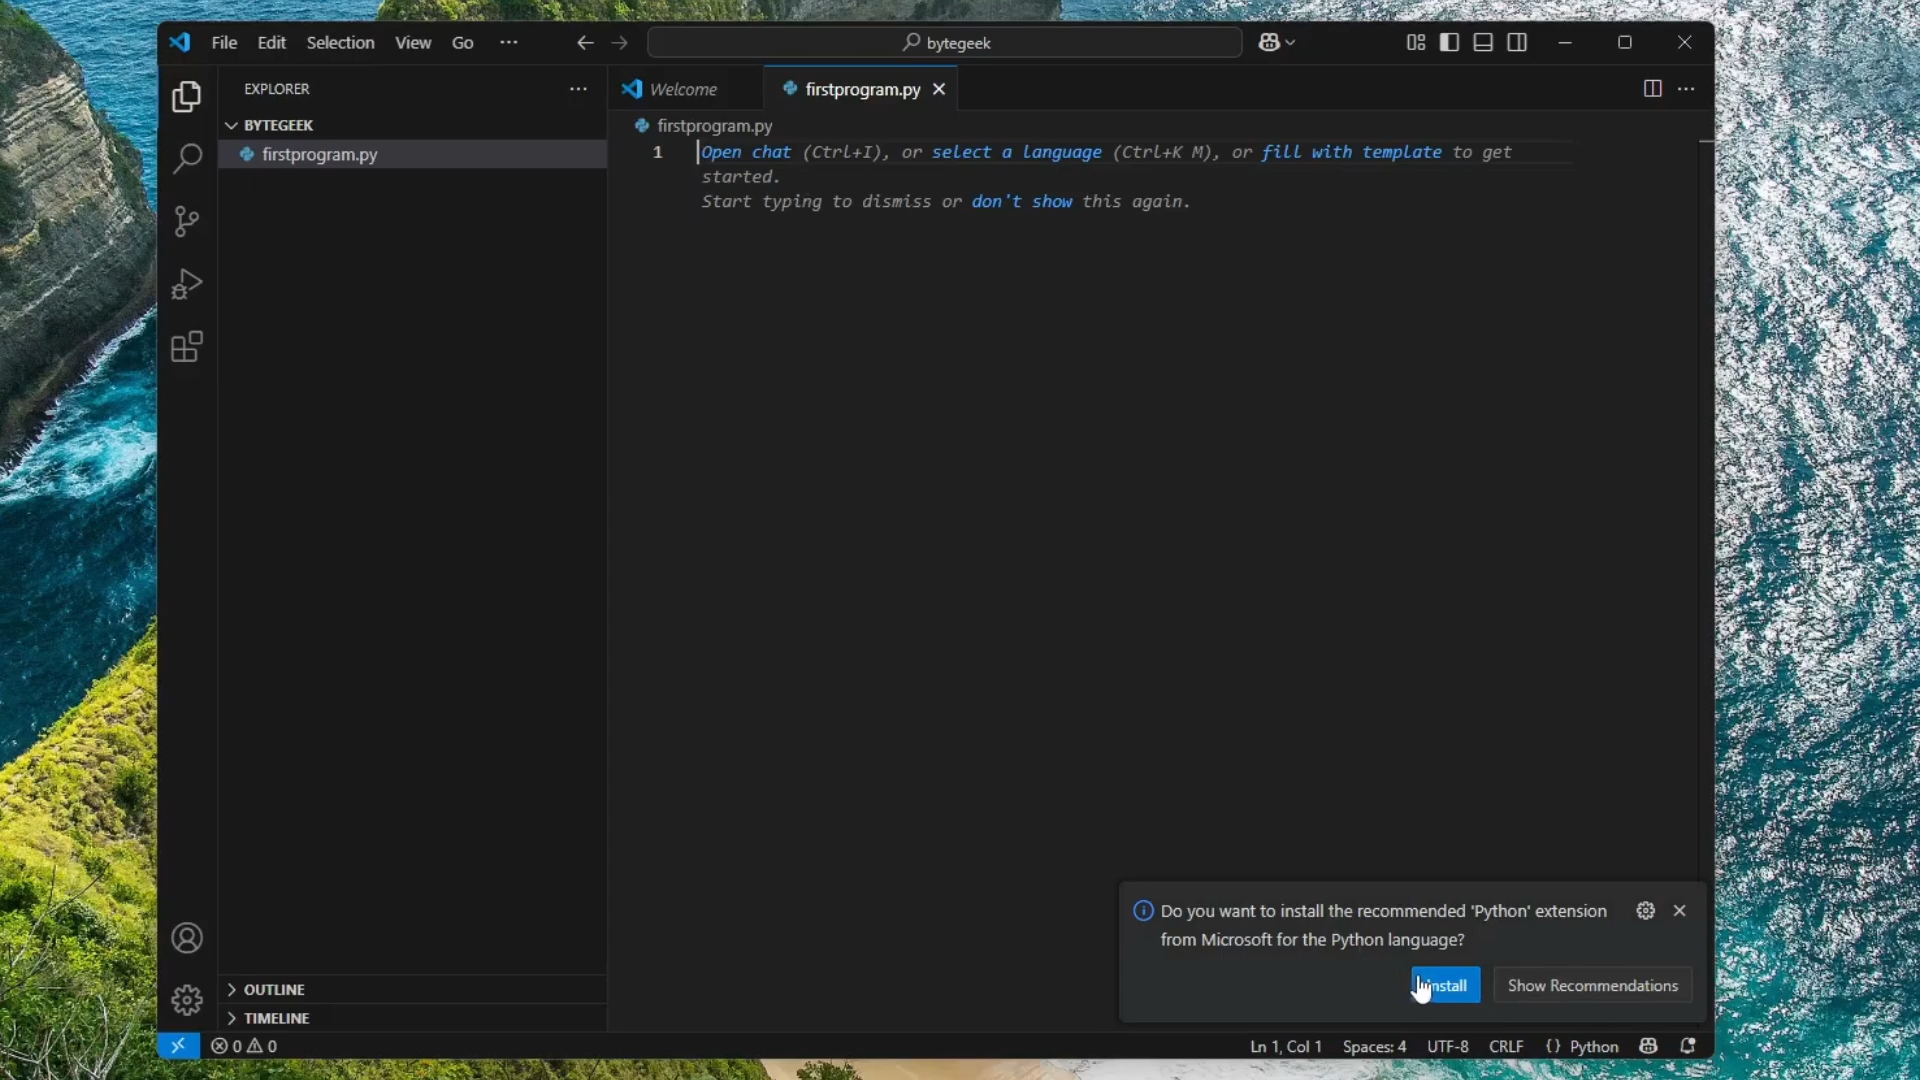 File Edit Selection View Go ··· bytegeek
EXPLORER ···
Welcome firstprogram.py
BYTEGEEK
firstprogram.py
firstprogram.py
1 Open chat (Ctrl+I), or select a language (Ctrl+K M), or fill with template to get
started.
Start typing to dismiss or don't show this again.
Do you want to install the recommended 'Python' extension
from Microsoft for the Python language?
Install Show Recommendations
OUTLINE
TIMELINE
0 0 Ln 1, Col 1 Spaces: 4 UTF-8 CRLF {} Python